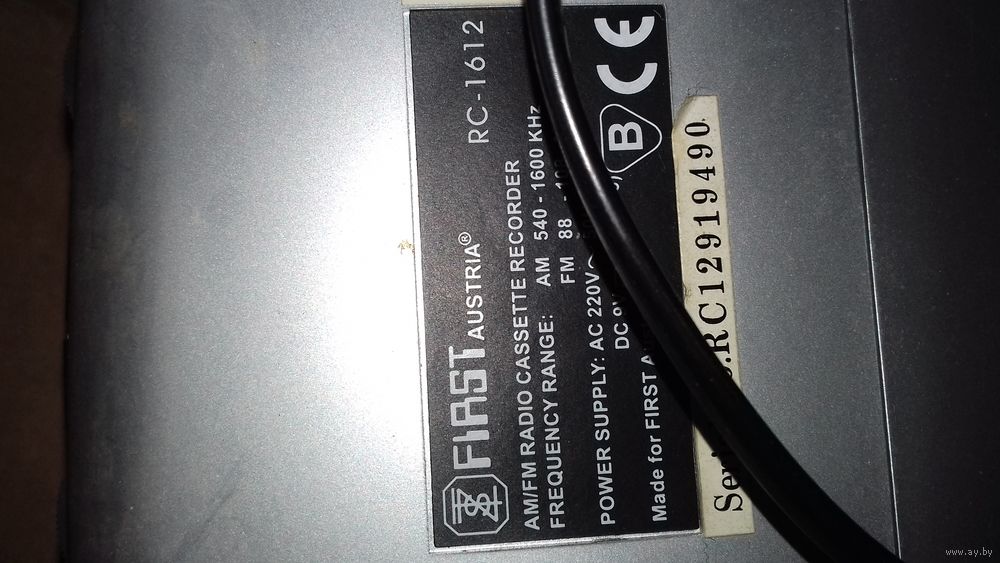 FIRST AUSTRIA® RC-1612
AM/FM RADIO CASSETTE RECORDER
FREQUENCY RANGE: AM 540 - 1600 KHz
FM 88 -
POWER SUPPLY: AC 220V
DC
Made for FIRST
B CE
RC12919490
www.ay.by